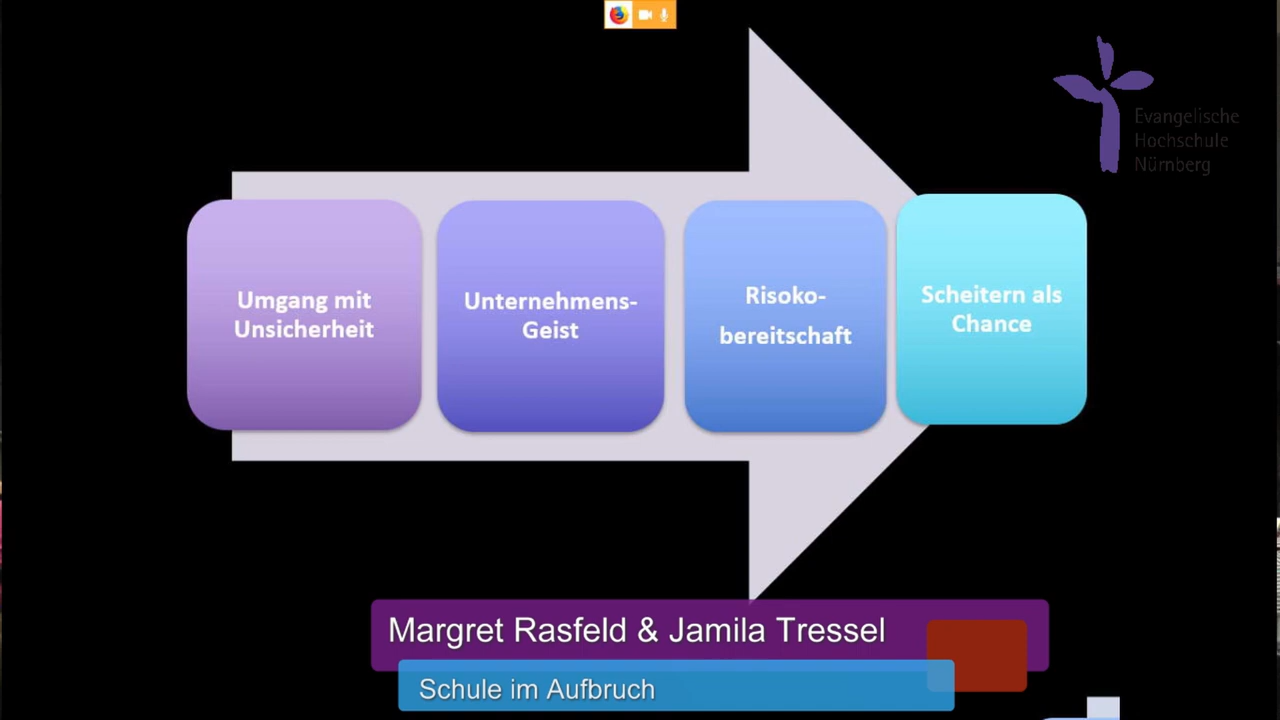 Evangelische
Hochschule
Nürnberg
Umgang mit
Unsicherheit
Unternehmens-
Geist
Risoko-
bereitschaft
Scheitern als
Chance
Margret Rasfeld & Jamila Tressel
Schule im Aufbruch